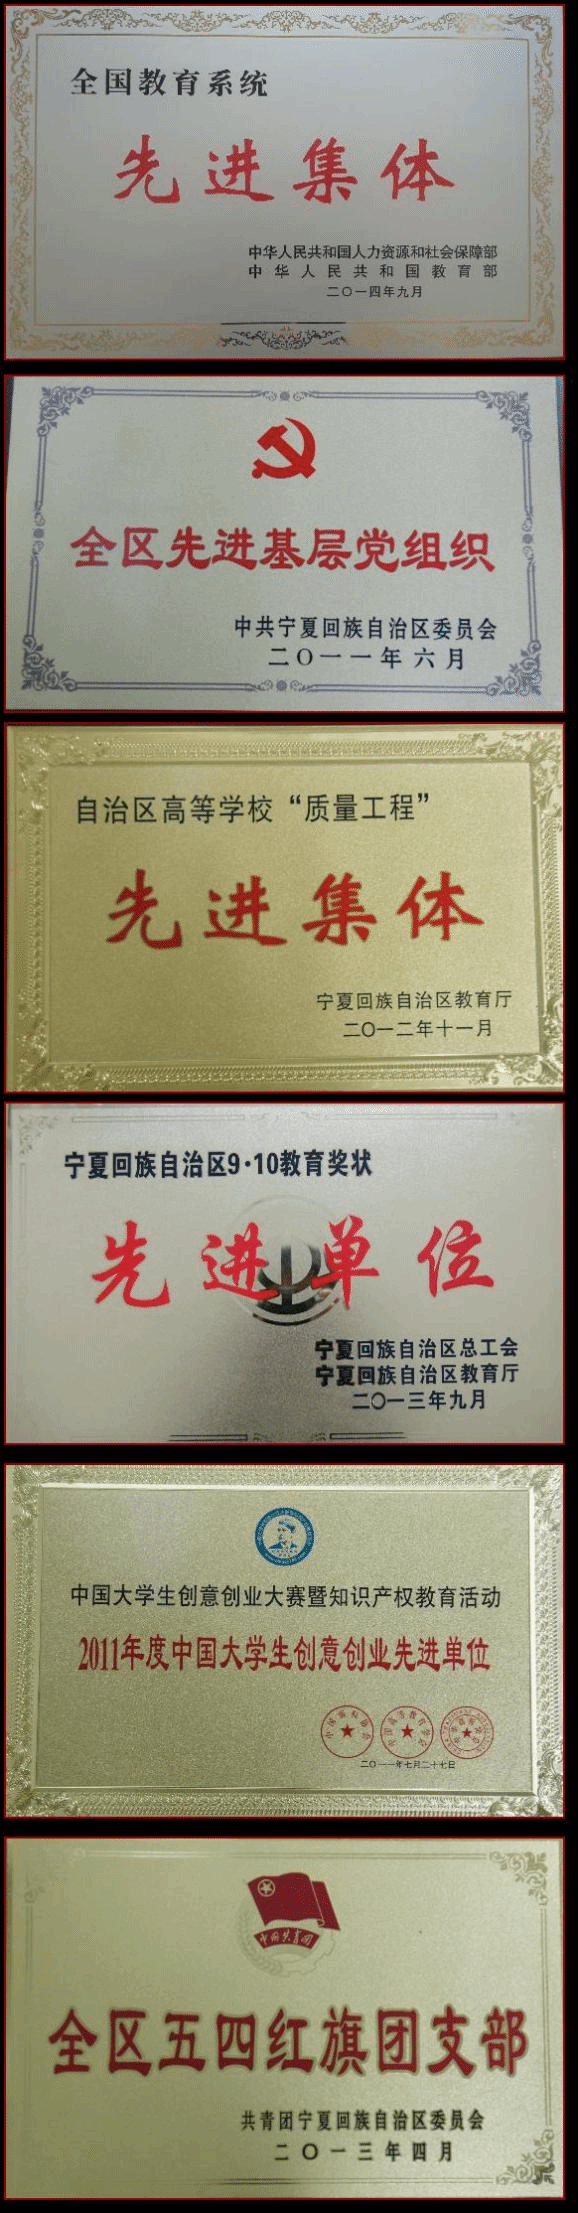 全国教育系统
先进集体
中华人民共和国人力资源和社会保障部
中华人民共和国教育部
二〇一四年九月
全区先进基层党组织
中共宁夏回族自治区委员会
二〇一一年六月
自治区高等学校“质量工程”
先进集体
宁夏回族自治区教育厅
二〇一二年十一月
宁夏回族自治区9·10教育奖状
先进单位
宁夏回族自治区总工会
宁夏回族自治区教育厅
二〇一三年九月
中国大学生创意创业大赛暨知识产权教育活动
2011年度中国大学生创意创业先进单位
二〇一一年七月二十七日
中国共青团
全区五四红旗团支部
共青团宁夏回族自治区委员会
二〇一三年四月